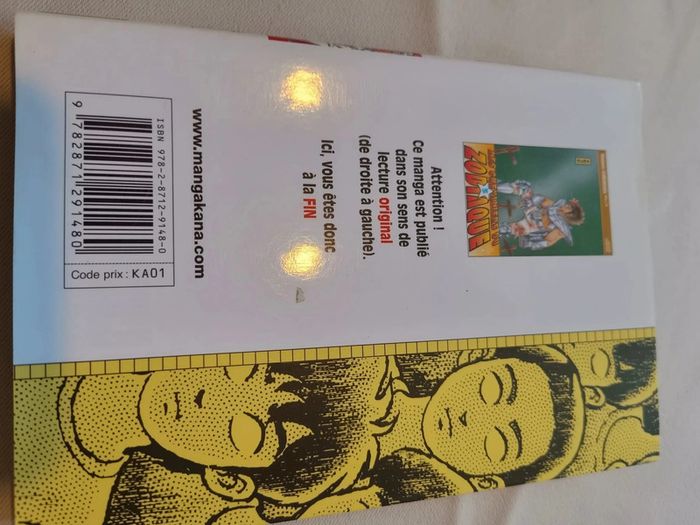 ZODIAQUE
Attention !
Ce manga est publié
dans son sens de
lecture original
(de droite à gauche).
Ici, vous êtes donc
à la FIN
www.mangakana.com
ISBN 978-2-8712-9148-0
9 782871 291480
Code prix : KA01